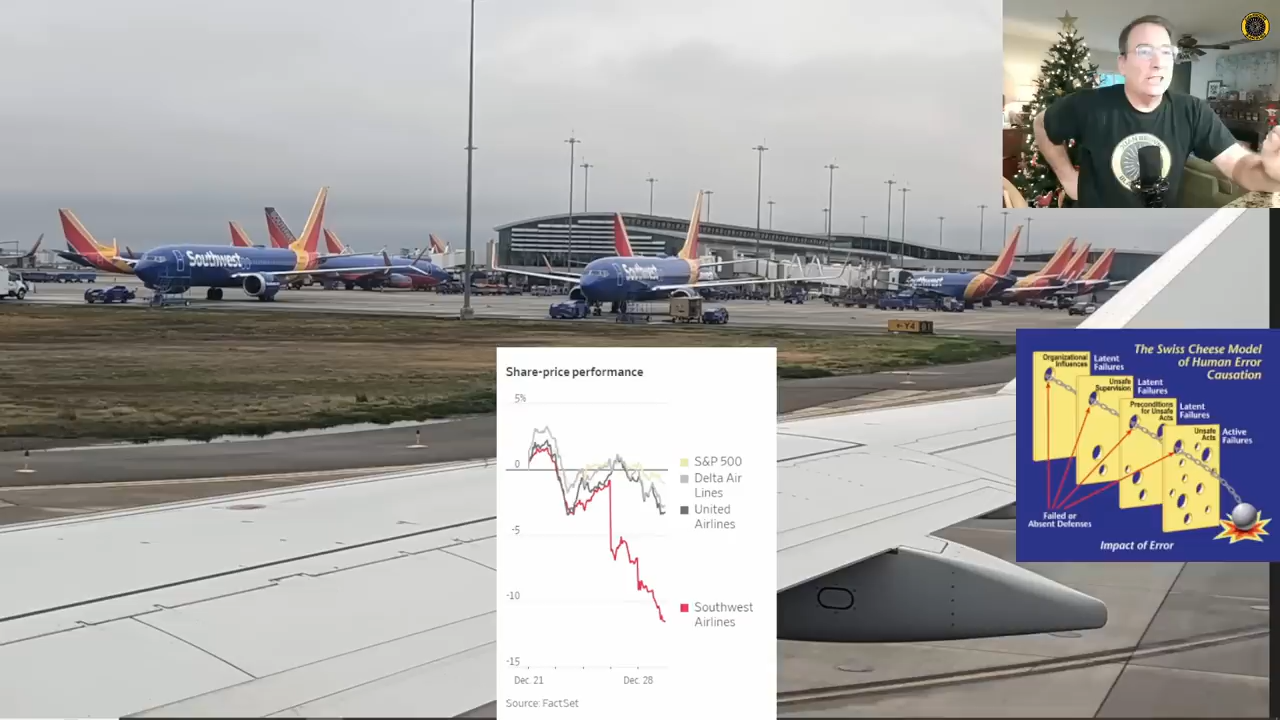 Southwest
Southwest
Share-price performance
5%
0
-5
-10
-15
Dec. 21
Dec. 28
S&P 500
Delta Air
Lines
United
Airlines
Southwest
Airlines
Source: FactSet
The Swiss Cheese Model
of Human Error
Causation
Organizational
Influences
Latent
Failures
Unsafe
Supervision
Latent
Failures
Preconditions
for Unsafe
Acts
Latent
Failures
Unsafe
Acts
Active
Failures
Failed or
Absent Defenses
Impact of Error